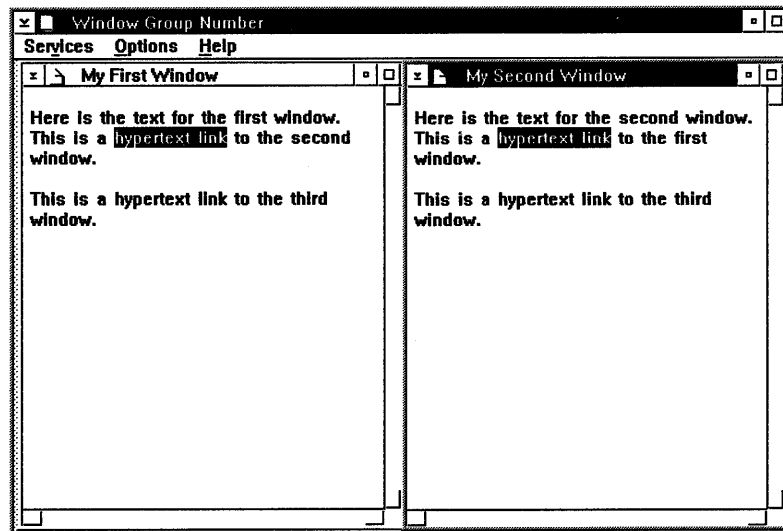 Window Group Number
Services Options Help
My First Window
Here is the text for the first window.
This is a hypertext link to the second
window.
This is a hypertext link to the third
window.
My Second Window
Here is the text for the second window.
This is a hypertext link to the first
window.
This is a hypertext link to the third
window.